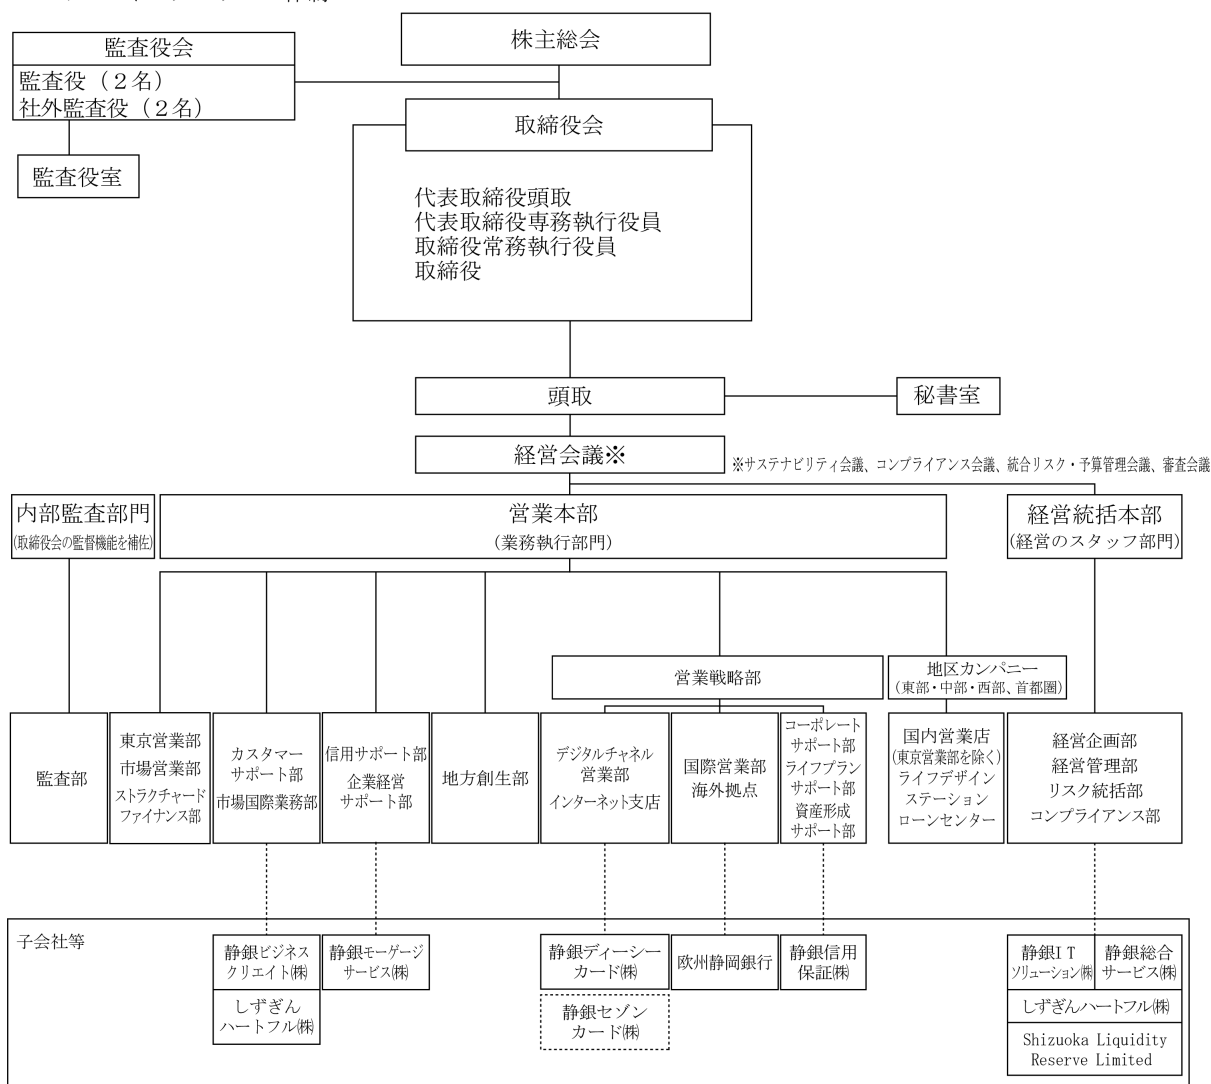 株主総会
監査役会
監査役（２名）
社外監査役（２名）
監査役室
取締役会
代表取締役頭取
代表取締役専務執行役員
取締役常務執行役員
取締役
頭取
秘書室
経営会議※
※サステナビリティ会議、コンプライアンス会議、統合リスク・予算管理会議、審査会議
内部監査部門
(取締役会の監督機能を補佐)
営業本部
(業務執行部門)
経営統括本部
(経営のスタッフ部門)
営業戦略部
地区カンパニー
(東部・中部・西部、首都圏)
監査部
東京営業部
市場営業部
ストラクチャード
ファイナンス部
カスタマー
サポート部
市場国際業務部
信用サポート部
企業経営
サポート部
地方創生部
デジタルチャネル
営業部
インターネット支店
国際営業部
海外拠点
コーポレート
サポート部
ライフプラン
サポート部
資産形成
サポート部
国内営業店
(東京営業部を除く)
ライフデザイン
ステーション
ローンセンター
経営企画部
経営管理部
リスク統括部
コンプライアンス部
子会社等
静銀ビジネス
クリエイト㈱
しずぎん
ハートフル㈱
静銀モーゲージ
サービス㈱
静銀ディーシー
カード㈱
静銀セゾン
カード㈱
欧州静岡銀行
静銀信用
保証㈱
静銀ＩＴ
ソリューション㈱
静銀総合
サービス㈱
しずぎんハートフル㈱
Shizuoka Liquidity
Reserve Limited